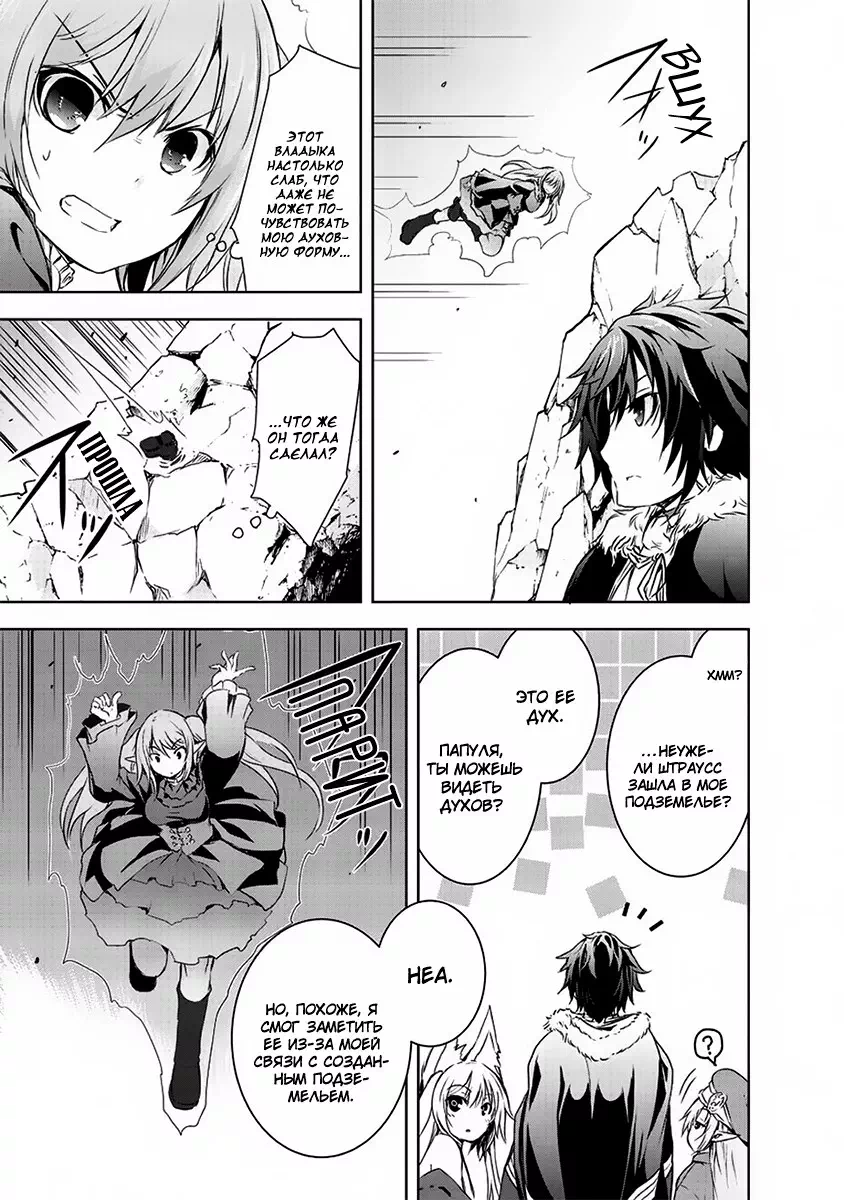 ВШУХ
ЭТОТ
ВЛАДЫКА
НАСТОЛЬКО
СЛАБ, ЧТО
ДАЖЕ НЕ
МОЖЕТ ПО-
ЧУВСТВОВАТЬ
МОЮ ДУХОВ-
НУЮ ФОРМУ...
...ЧТО ЖЕ
ОН ТОГДА
СДЕЛАЛ?
ПРОШЛА
ХММ?
...НЕУЖЕ-
ЛИ ШТРАУСС
ЗАШЛА В МОЕ
ПОДЗЕМЕЛЬЕ?
ЭТО ЕЕ
ДУХ.
ПАПУЛЯ,
ТЫ МОЖЕШЬ
ВИДЕТЬ
ДУХОВ?
ПАРИТ
НЕА.
НО, ПОХОЖЕ, Я
СМОГ ЗАМЕТИТЬ
ЕЕ ИЗ-ЗА МОЕЙ
СВЯЗИ С СОЗДАН-
НЫМ ПОДЗЕ-
МЕЛЬЕМ.
?